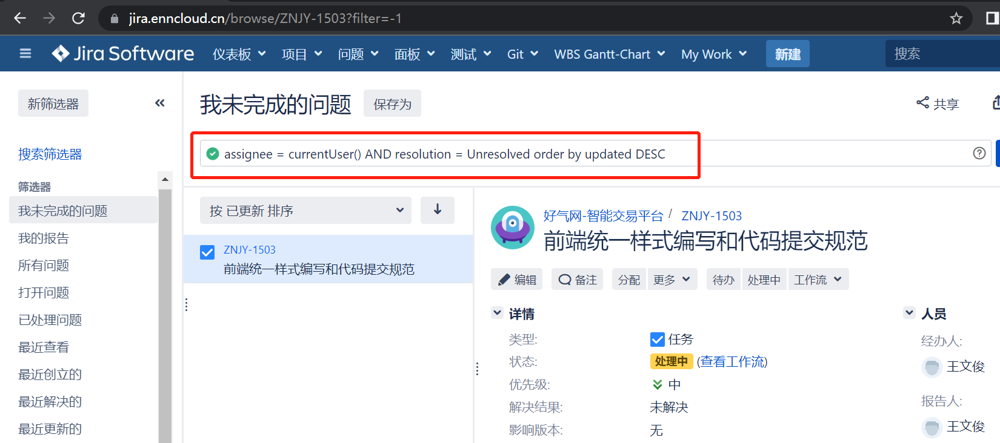 jira.enncloud.cn/browse/ZNJY-1503?filter=-1
Jira Software 仪表板 项目 问题 面板 测试 Git WBS Gantt-Chart My Work 新建 搜索
新筛选器 «
搜索筛选器
筛选器
我未完成的问题
我的报告
所有问题
打开问题
已处理问题
最近查看
最近创立的
最近解决的
最近更新的
我未完成的问题 保存为 共享
assignee = currentUser() AND resolution = Unresolved order by updated DESC
按 已更新 排序
ZNJY-1503
前端统一样式编写和代码提交规范
好气网-智能交易平台 / ZNJY-1503
前端统一样式编写和代码提交规范
编辑 备注 分配 更多 待办 处理中 工作流
详情
类型: 任务
状态: 处理中 (查看工作流)
优先级: 中
解决结果: 未解决
影响版本: 无
人员
经办人:
王文俊
报告人:
王文俊